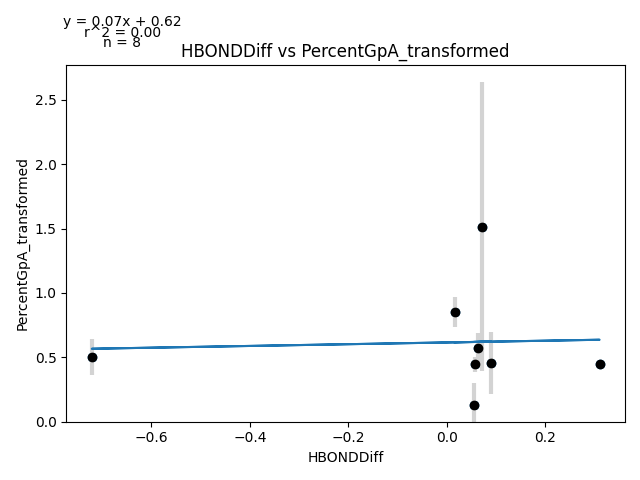 y = 0.07x + 0.62
r^2 = 0.00
n = 8
HBONDDiff vs PercentGpA_transformed
PercentGpA_transformed
2.5
2.0
1.5
1.0
0.5
0.0
−0.6
−0.4
−0.2
0.0
0.2
HBONDDiff